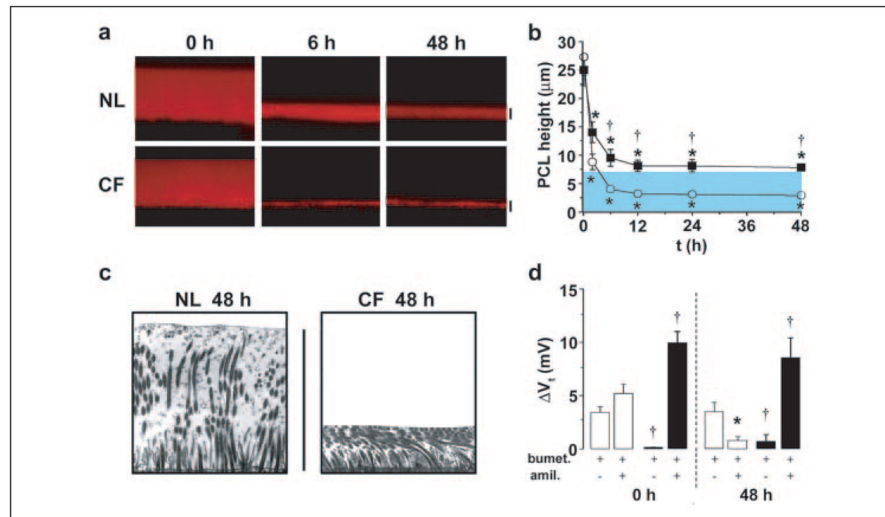 a
0 h 6 h 48 h
NL
CF
b
PCL height (μm)
30
25
20
15
10
5
0
* † * † * † * † *
* * * * *
0 12 24 36 48
t (h)
c
NL 48 h CF 48 h
d
ΔVt (mV)
15
10
5
0
† † * † †
bumet. + + + + + + + +
amil. - + - + - + - +
0 h 48 h